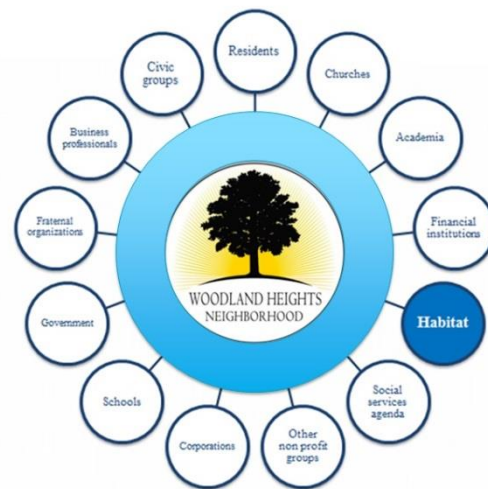 Residents
Churches
Academia
Financial
institutions
Habitat
Social
services
agenda
Other
non profit
groups
Corporations
Schools
Government
Fraternal
organizations
Business
professionals
Civic
groups
WOODLAND HEIGHTS
NEIGHBORHOOD